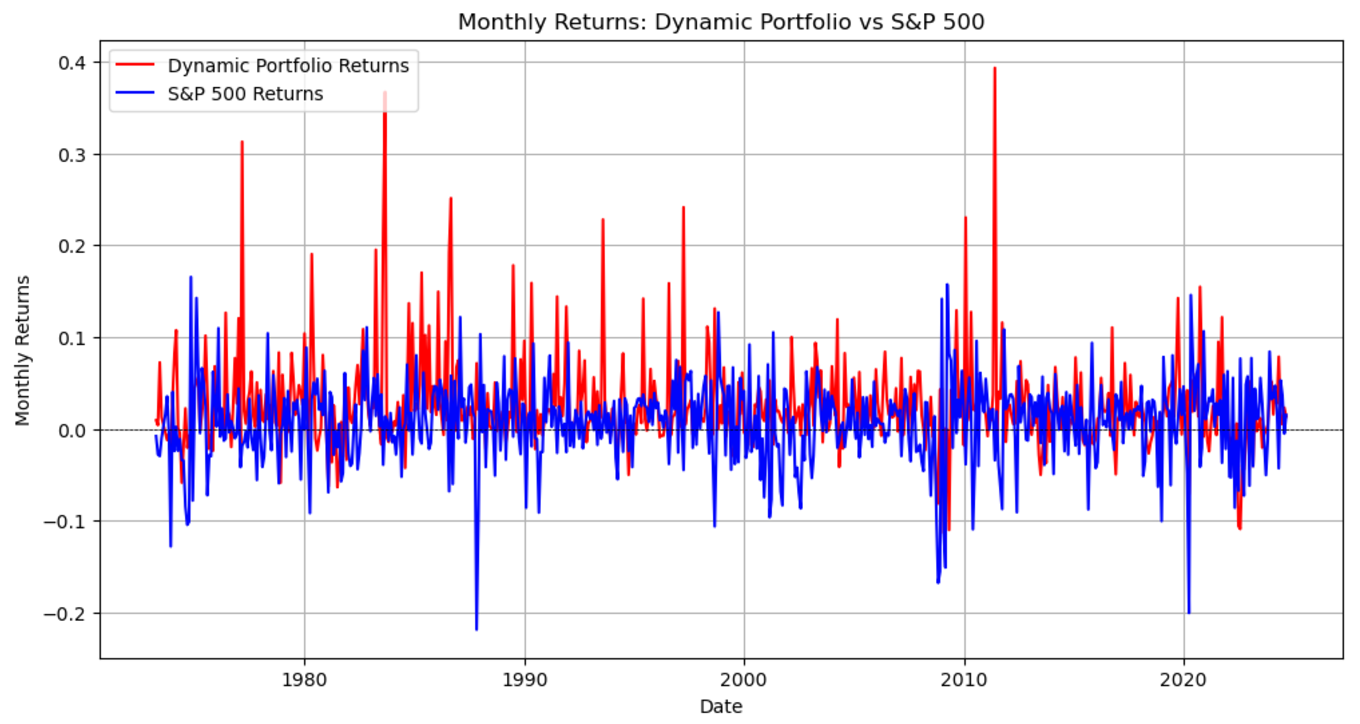 Monthly Returns: Dynamic Portfolio vs S&P 500
Dynamic Portfolio Returns
S&P 500 Returns
Monthly Returns
0.4
0.3
0.2
0.1
0.0
−0.1
−0.2
1980 1990 2000 2010 2020
Date